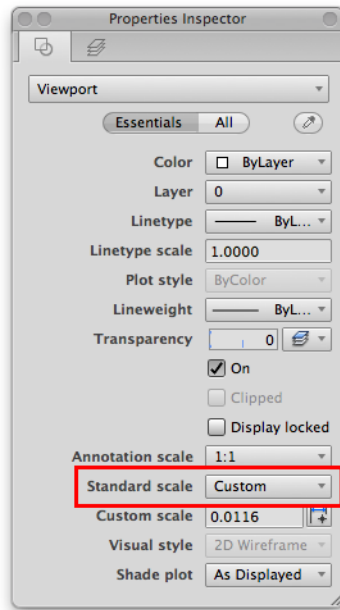 Properties Inspector
Viewport
Essentials All
Color ByLayer
Layer 0
Linetype ByL...
Linetype scale 1.0000
Plot style ByColor
Lineweight ByL...
Transparency 0
On
Clipped
Display locked
Annotation scale 1:1
Standard scale Custom
Custom scale 0.0116
Visual style 2D Wireframe
Shade plot As Displayed